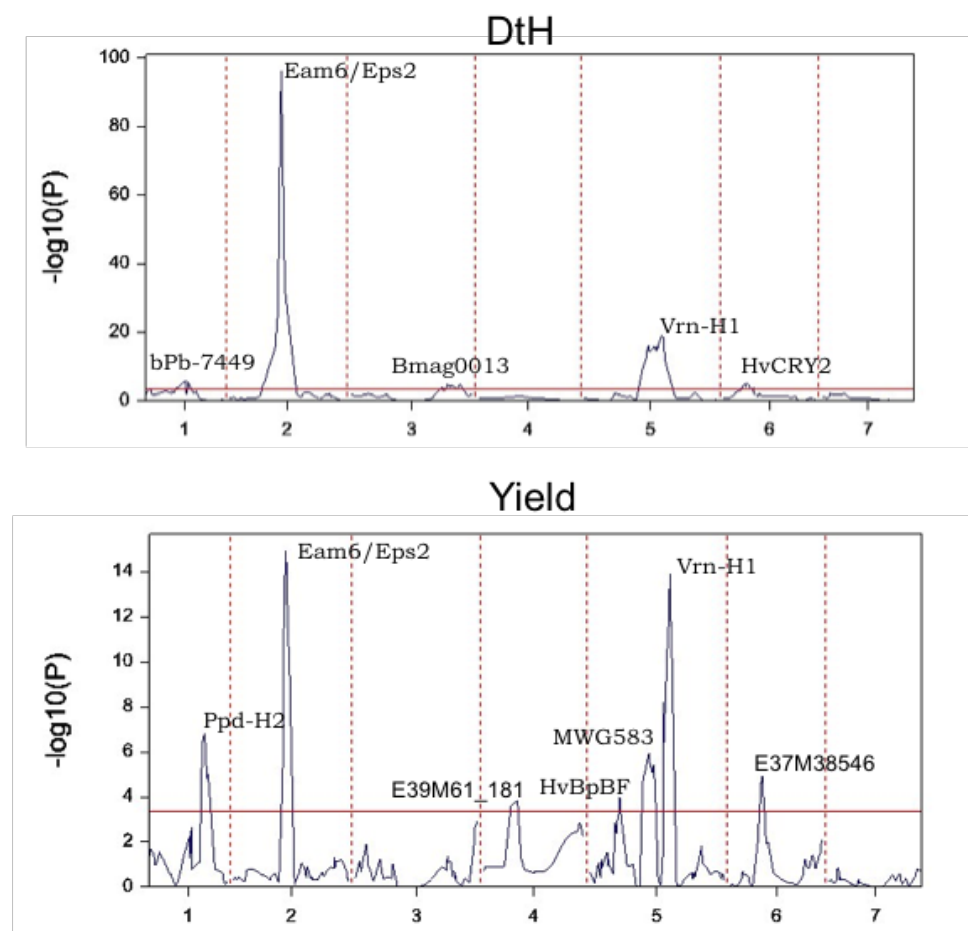 DtH
100
Eam6/Eps2
80
60
-log10(P)
40
20
Vrn-H1
bPb-7449
Bmag0013
HvCRY2
0
1 2 3 4 5 6 7
Yield
Eam6/Eps2
14
Vrn-H1
12
10
-log10(P)
8
Ppd-H2
6
MWG583
E37M38546
E39M61_181
HvBpBF
4
2
0
1 2 3 4 5 6 7